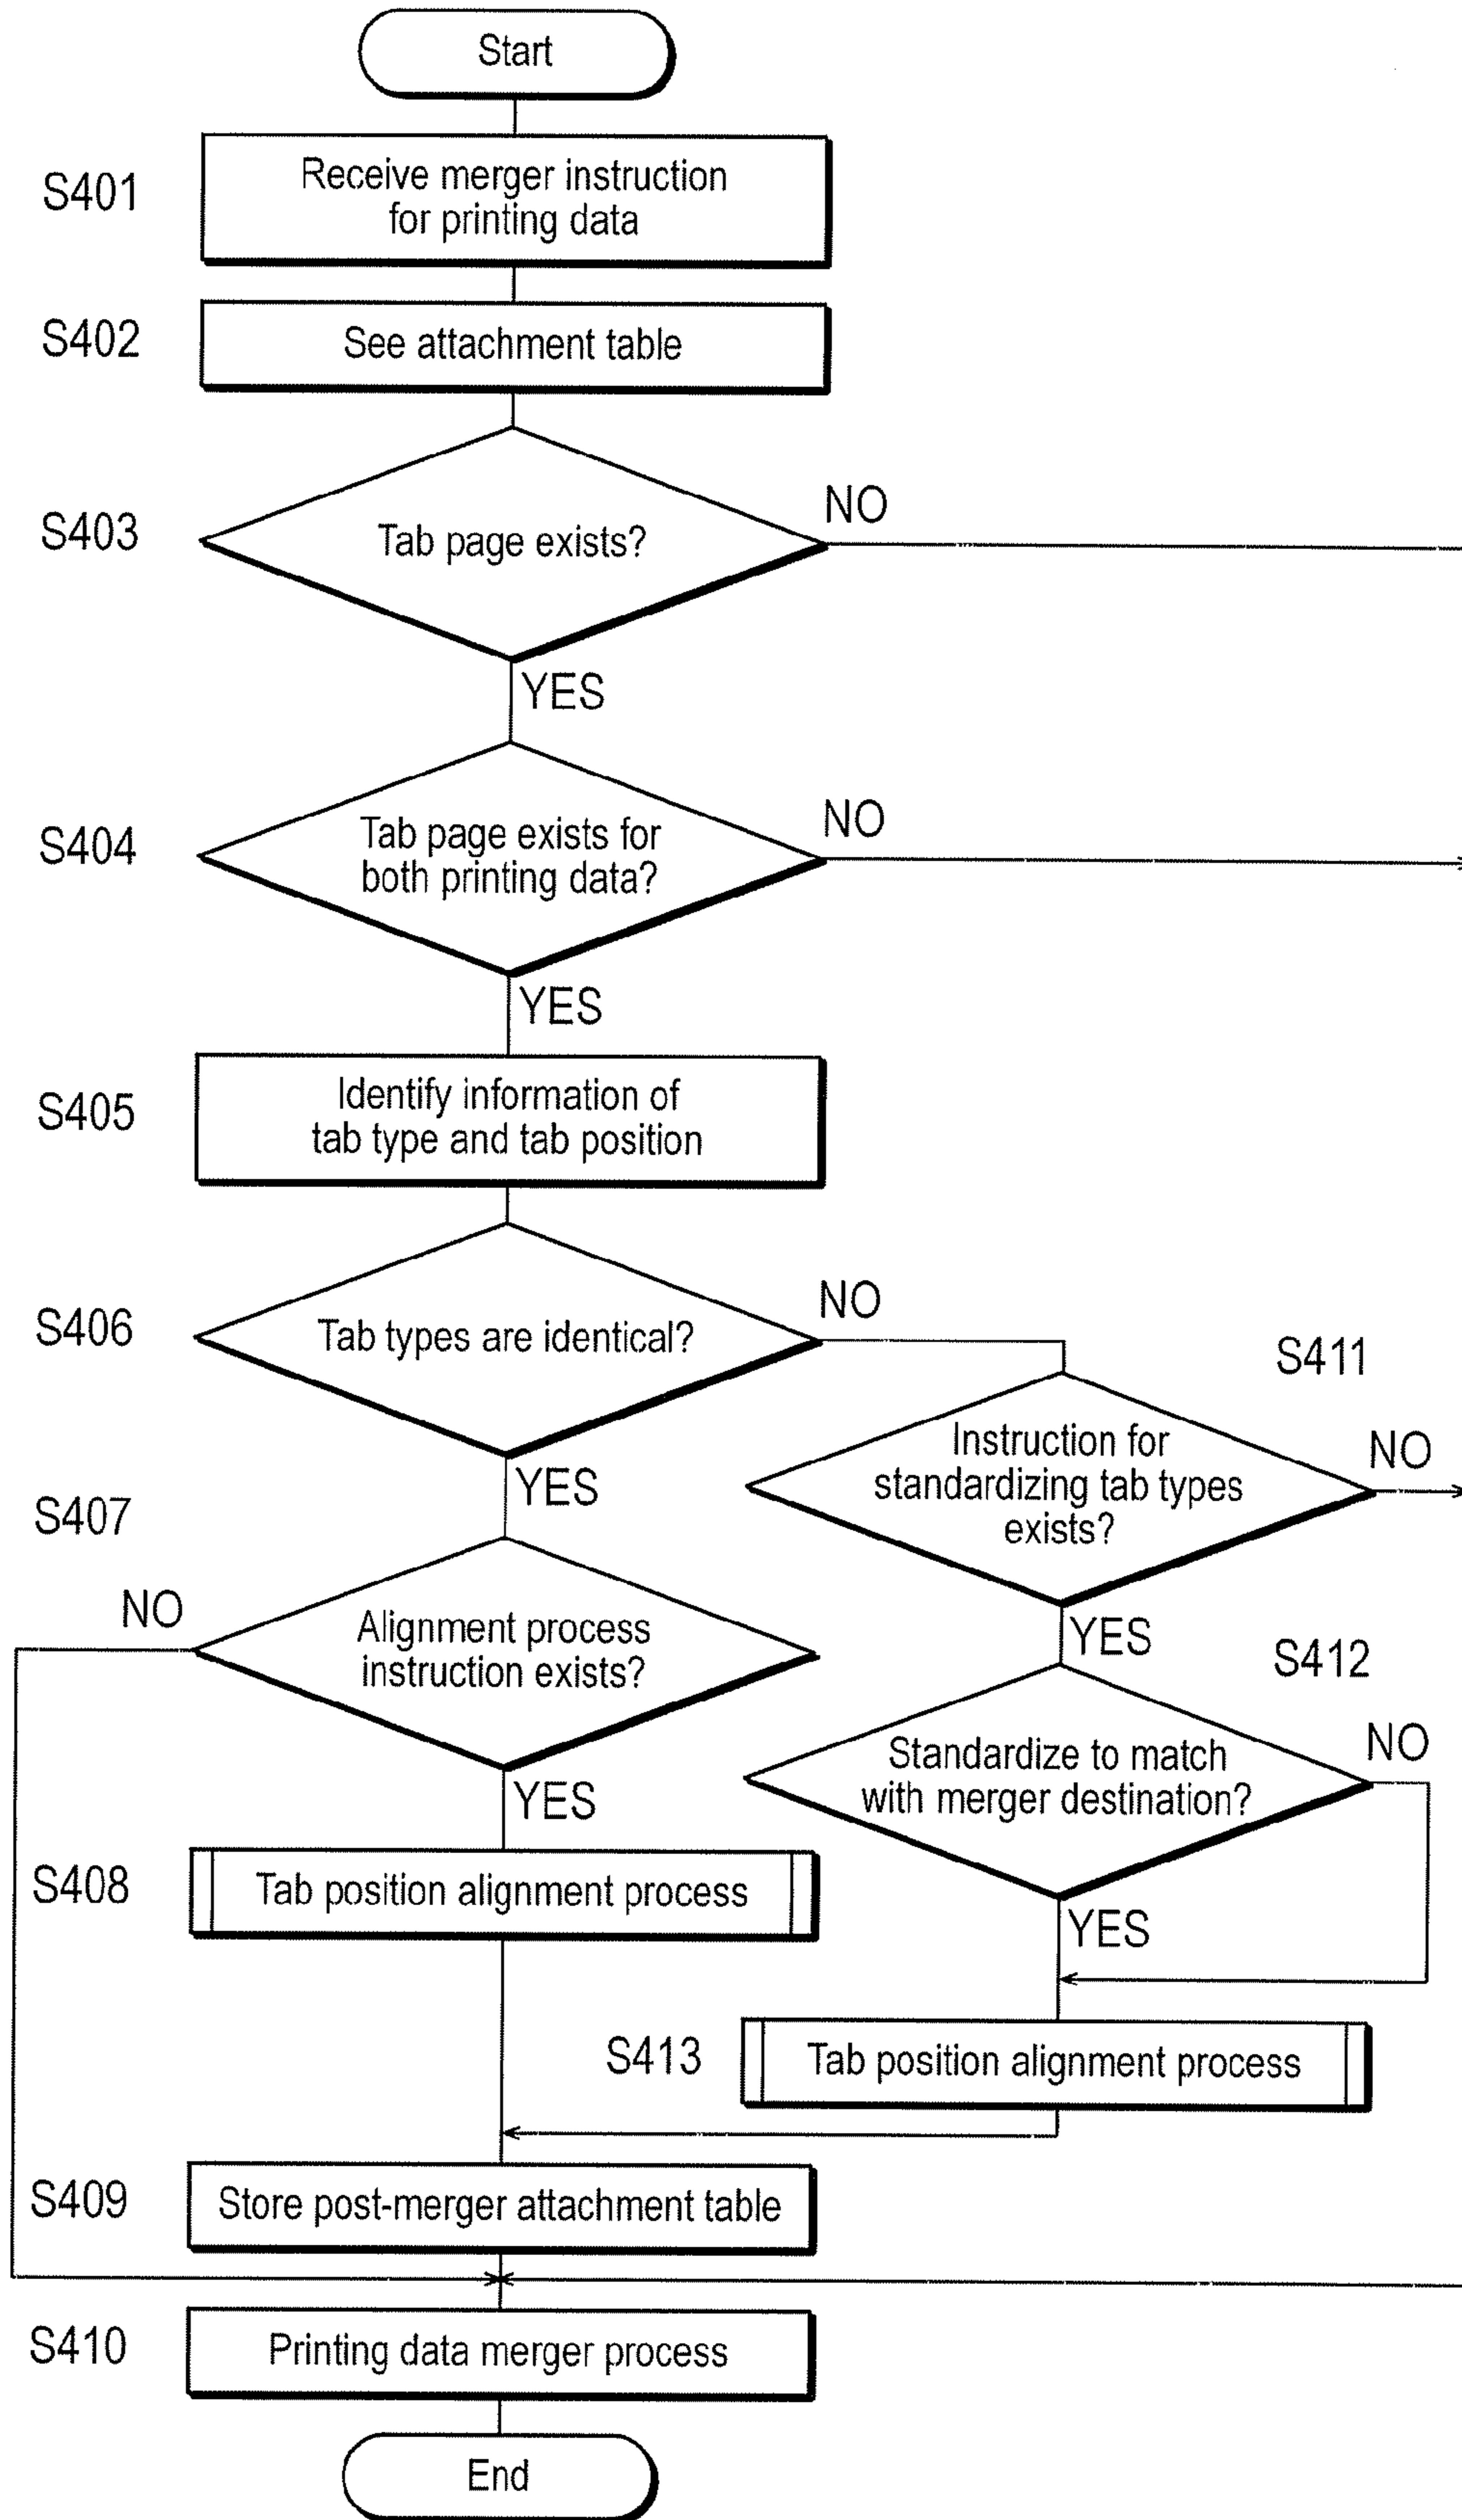 Start
S401
Receive merger instruction
for printing data
S402
See attachment table
S403
Tab page exists?
NO
YES
S404
Tab page exists for
both printing data?
NO
YES
S405
Identify information of
tab type and tab position
S406
Tab types are identical?
NO
YES
S411
Instruction for
standardizing tab types
exists?
NO
YES
S407
NO
Alignment process
instruction exists?
YES
S412
Standardize to match
with merger destination?
NO
YES
S408
Tab position alignment process
S413
Tab position alignment process
S409
Store post-merger attachment table
S410
Printing data merger process
End